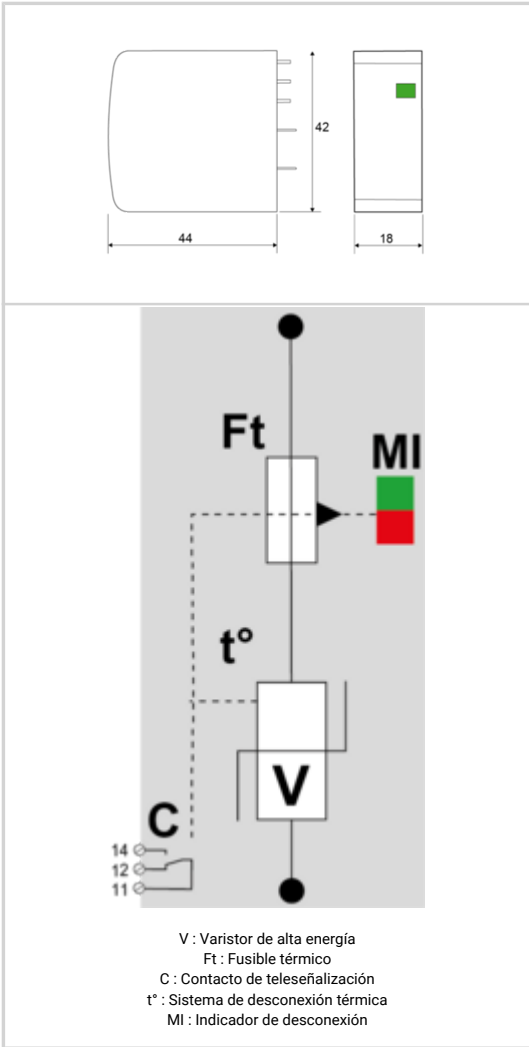 42
44
18
Ft
MI
t°
V
C
14
12
11
V : Varistor de alta energía
Ft : Fusible térmico
C : Contacto de teleseñalización
t° : Sistema de desconexión térmica
MI : Indicador de desconexión